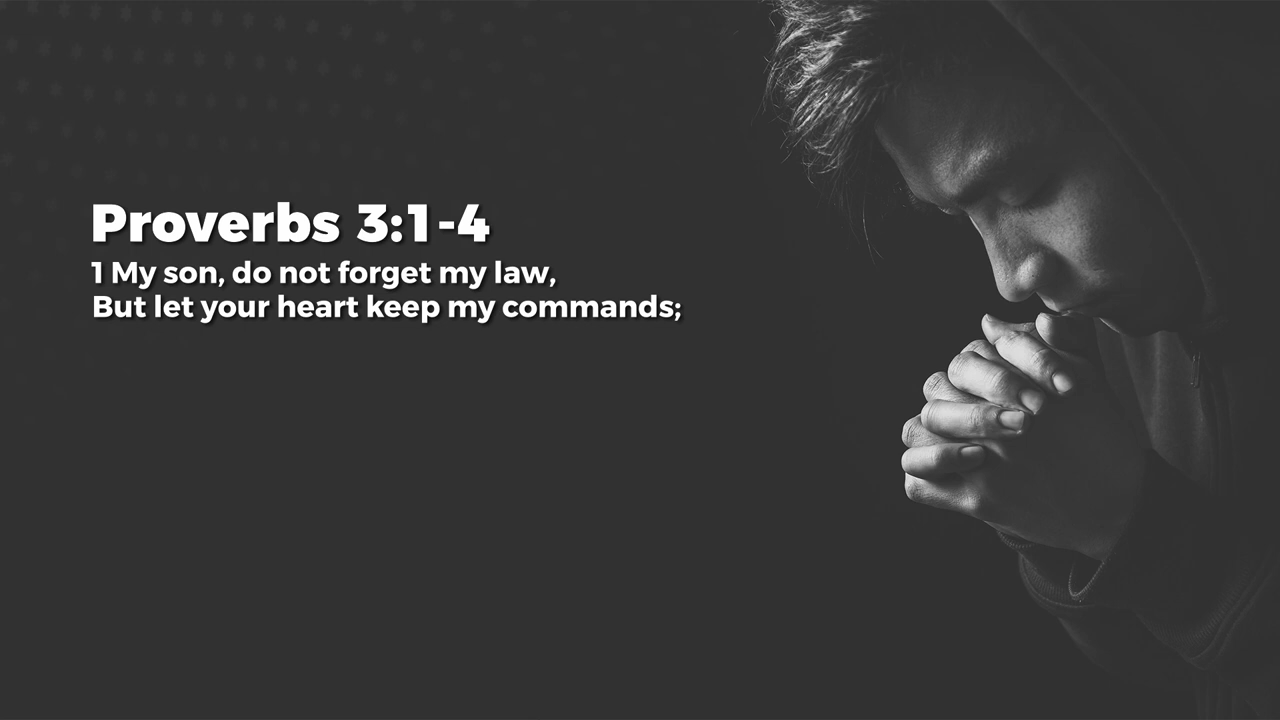 Proverbs 3:1-4
1 My son, do not forget my law,
But let your heart keep my commands;